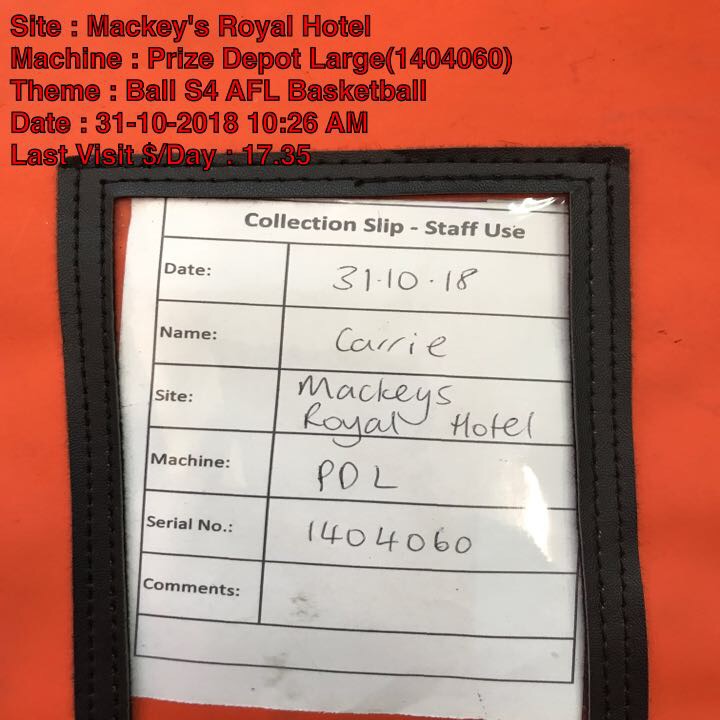 Site : Mackey's Royal Hotel
Machine : Prize Depot Large(1404060)
Theme : Ball S4 AFL Basketball
Date : 31-10-2018 10:26 AM
Last Visit $/Day : 17.35
Collection Slip - Staff Use
Date: 31.10.18
Name: Carrie
Site: Mackeys
Royal Hotel
Machine: PDL
Serial No.: 1404060
Comments: